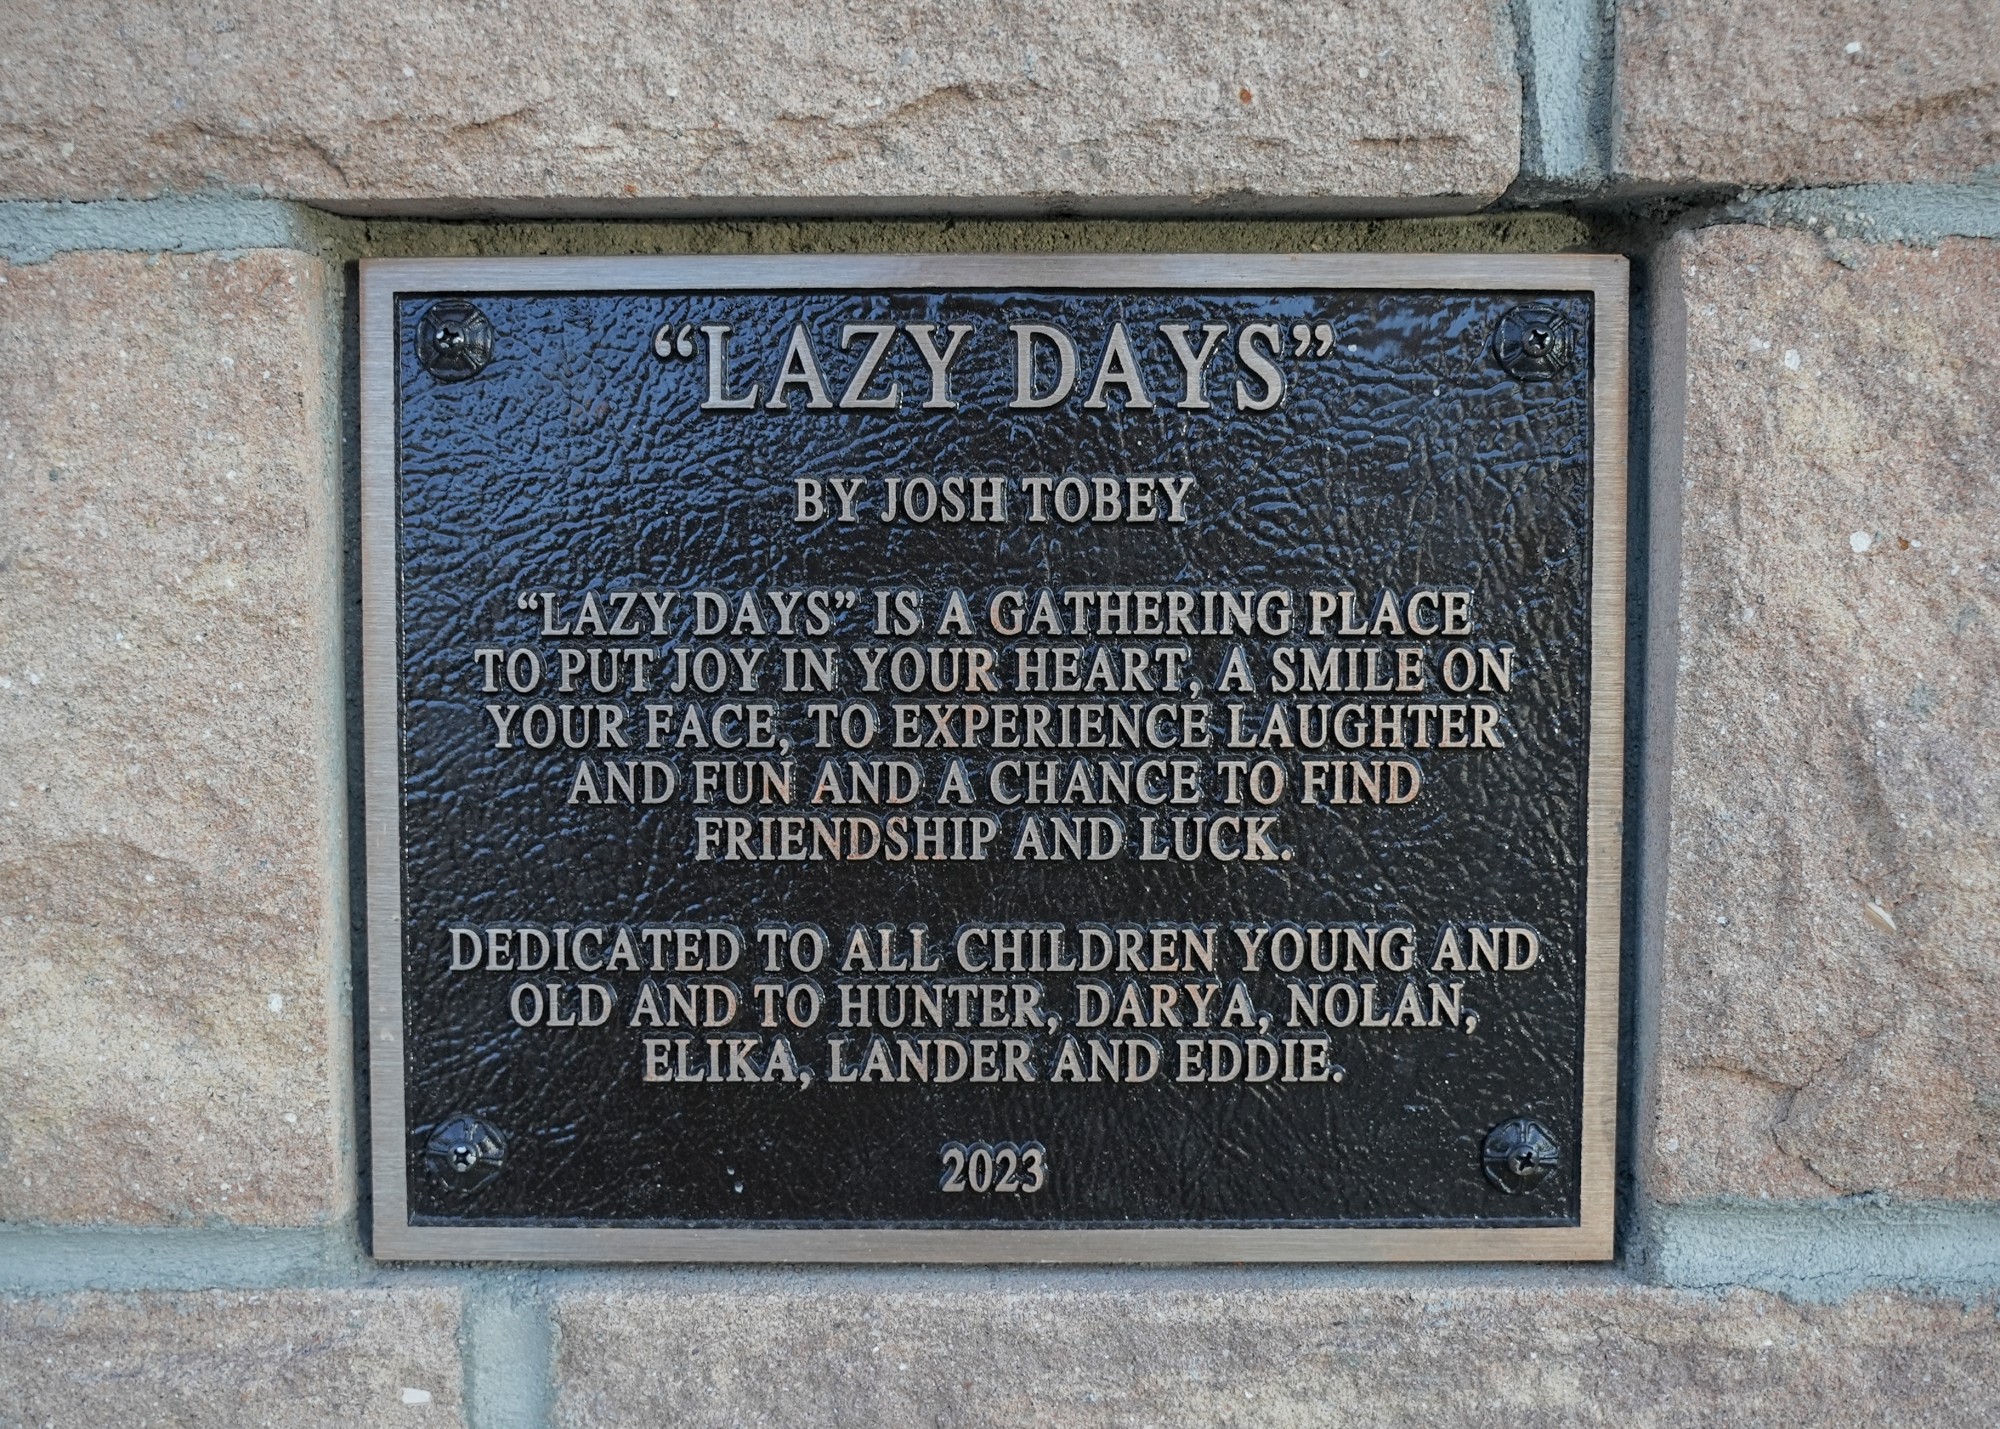 “LAZY DAYS”
BY JOSH TOBEY
“LAZY DAYS” IS A GATHERING PLACE
TO PUT JOY IN YOUR HEART, A SMILE ON
YOUR FACE, TO EXPERIENCE LAUGHTER
AND FUN AND A CHANCE TO FIND
FRIENDSHIP AND LUCK.
DEDICATED TO ALL CHILDREN YOUNG AND
OLD AND TO HUNTER, DARYA, NOLAN,
ELIKA, LANDER AND EDDIE.
2023